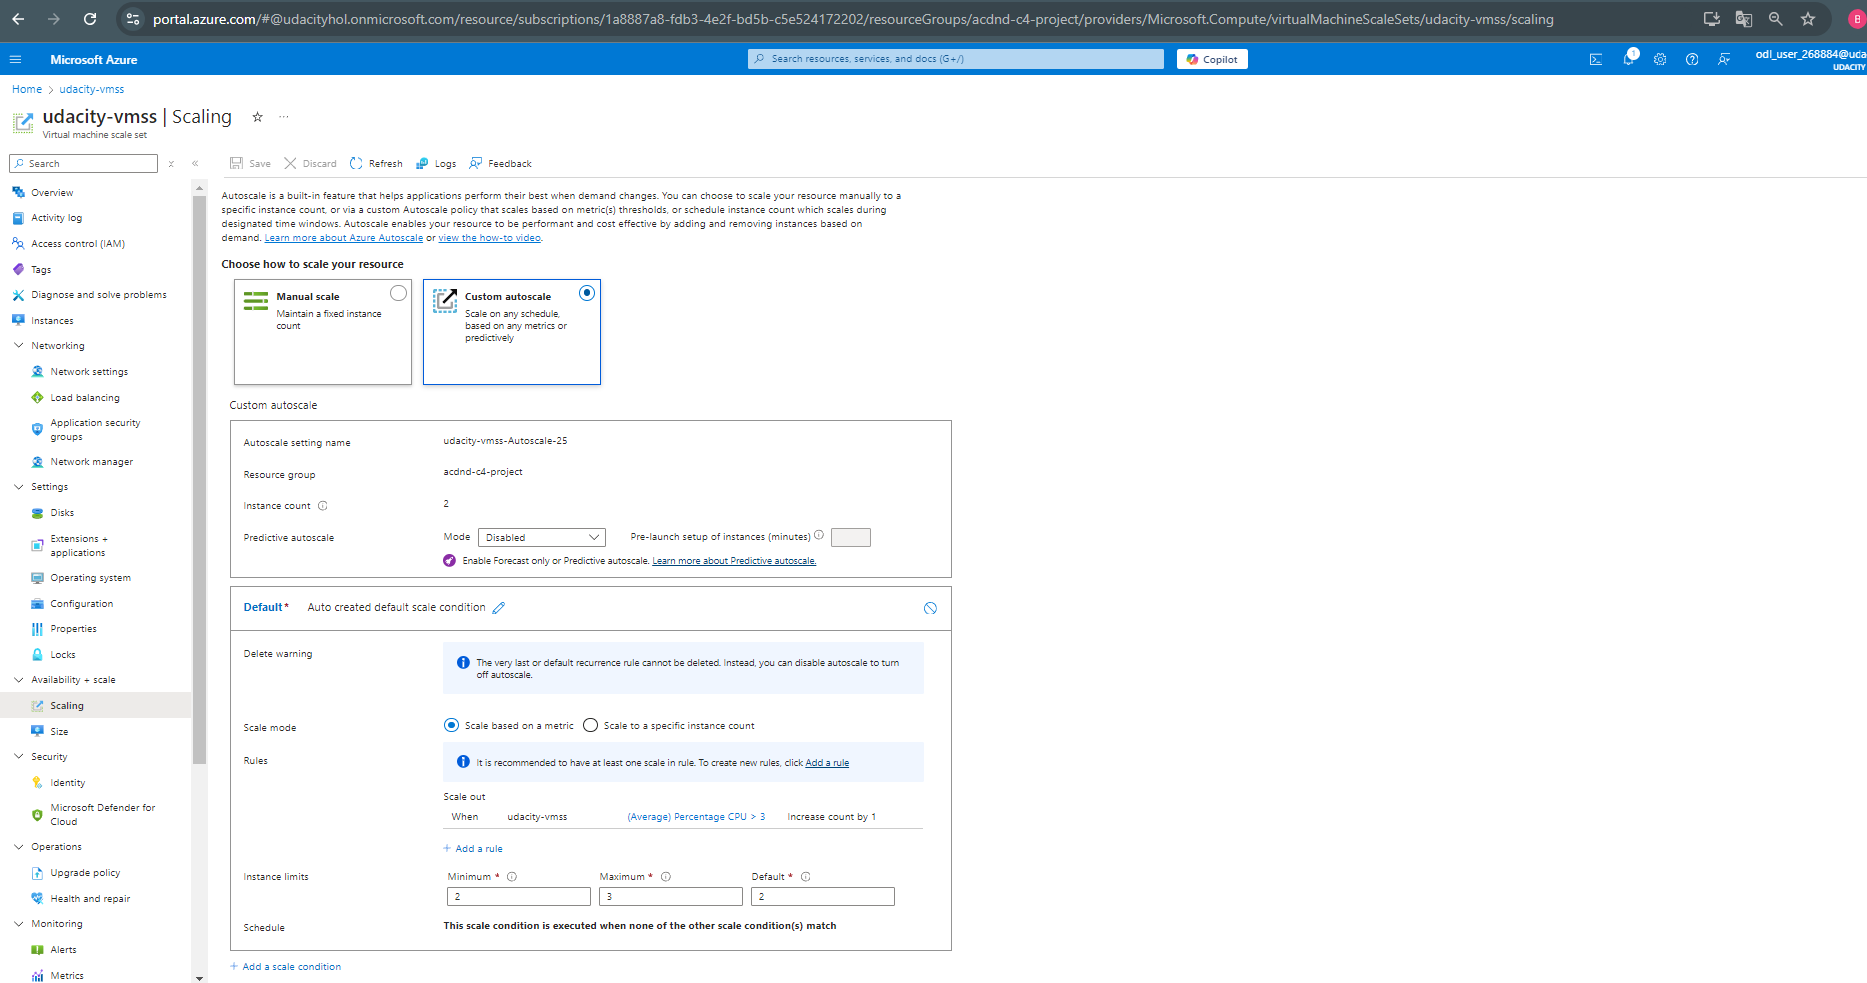 portal.azure.com/#@udacityhol.onmicrosoft.com/resource/subscriptions/1a8887a8-fdb3-4e2f-bd5b-c5e524172202/resourceGroups/acdnd-c4-project/providers/Microsoft.Compute/virtualMachineScaleSets/udacity-vmss/scaling
B
Microsoft Azure
Search resources, services, and docs (G+/)
Copilot
1
odl_user_268884@uda
UDACITY
Home > udacity-vmss
udacity-vmss | Scaling
Virtual machine scale set
Search
Save
Discard
Refresh
Logs
Feedback
Overview
Activity log
Access control (IAM)
Tags
Diagnose and solve problems
Instances
Networking
Network settings
Load balancing
Application security
groups
Network manager
Settings
Disks
Extensions +
applications
Operating system
Configuration
Properties
Locks
Availability + scale
Scaling
Size
Security
Identity
Microsoft Defender for
Cloud
Operations
Upgrade policy
Health and repair
Monitoring
Alerts
Metrics
Autoscale is a built-in feature that helps applications perform their best when demand changes. You can choose to scale your resource manually to a
specific instance count, or via a custom Autoscale policy that scales based on metric(s) thresholds, or schedule instance count which scales during
designated time windows. Autoscale enables your resource to be performant and cost effective by adding and removing instances based on
demand. Learn more about Azure Autoscale or view the how-to video.
Choose how to scale your resource
Manual scale
Maintain a fixed instance
count
Custom autoscale
Scale on any schedule,
based on any metrics or
predictively
Custom autoscale
Autoscale setting name udacity-vmss-Autoscale-25
Resource group acdnd-c4-project
Instance count 2
Predictive autoscale Mode Disabled Pre-launch setup of instances (minutes)
Enable Forecast only or Predictive autoscale. Learn more about Predictive autoscale.
Default* Auto created default scale condition
Delete warning
The very last or default recurrence rule cannot be deleted. Instead, you can disable autoscale to turn
off autoscale.
Scale mode Scale based on a metric Scale to a specific instance count
Rules It is recommended to have at least one scale in rule. To create new rules, click Add a rule
Scale out
When udacity-vmss (Average) Percentage CPU > 3 Increase count by 1
+ Add a rule
Instance limits Minimum * Maximum * Default *
2 3 2
Schedule This scale condition is executed when none of the other scale condition(s) match
+ Add a scale condition